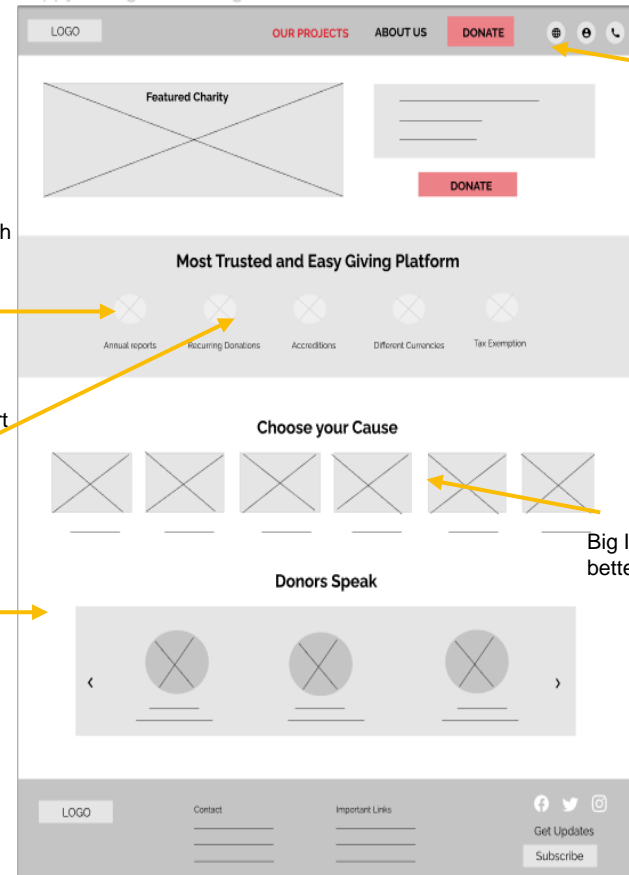 LOGO
OUR PROJECTS
ABOUT US
DONATE
Featured Charity
DONATE
Most Trusted and Easy Giving Platform
Annual reports
Recurring Donations
Accreditions
Different Currencies
Tax Exemption
Choose your Cause
Big
Donors Speak
LOGO
Contact
Important Links
Get Updates
Subscribe